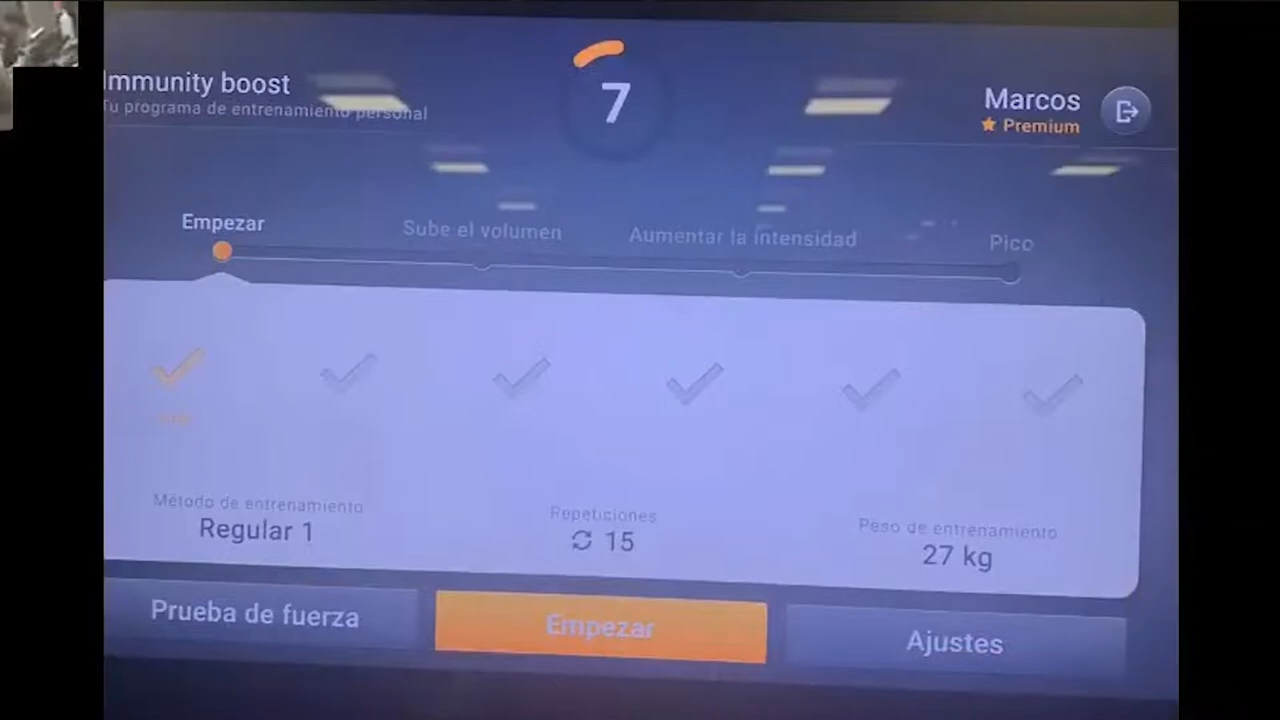 Immunity boost
Tu programa de entrenamiento personal
7
Marcos
Premium
Empezar
Sube el volumen
Aumentar la intensidad
Pico
Método de entrenamiento
Regular 1
Repeticiones
15
Peso de entrenamiento
27 kg
Prueba de fuerza
Empezar
Ajustes